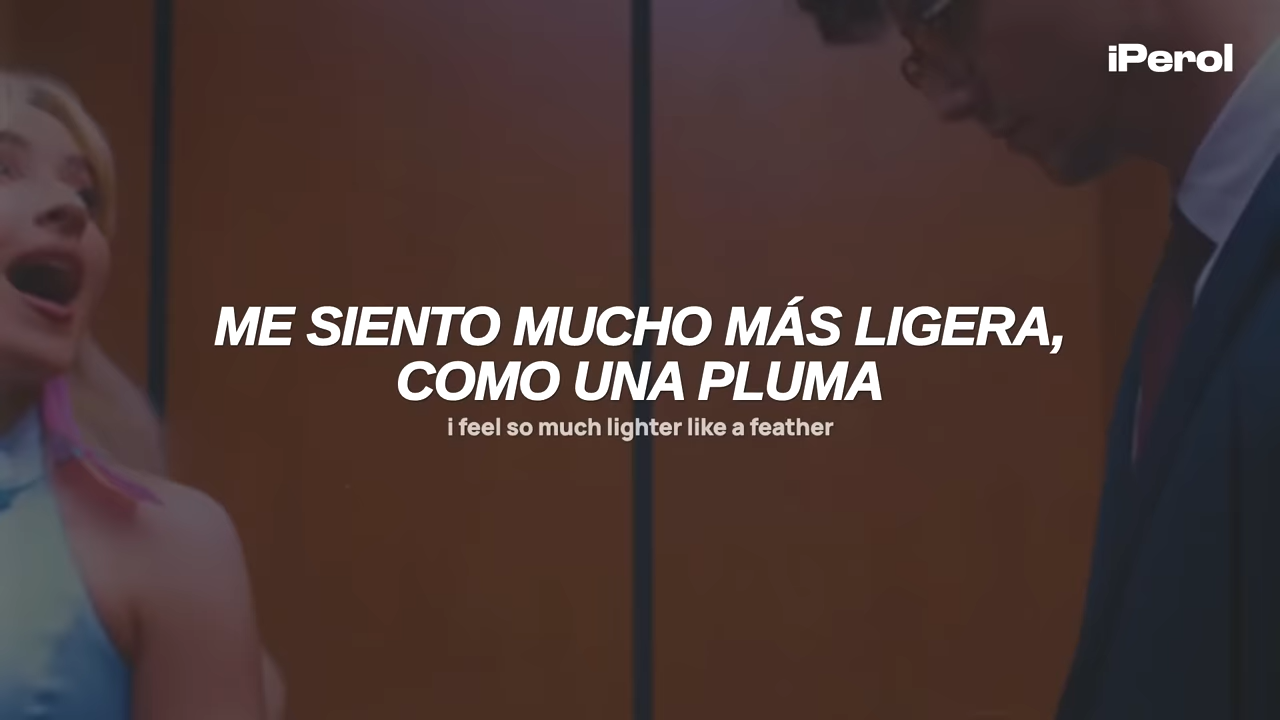 iPerol
ME SIENTO MUCHO MÁS LIGERA,
COMO UNA PLUMA
i feel so much lighter like a feather